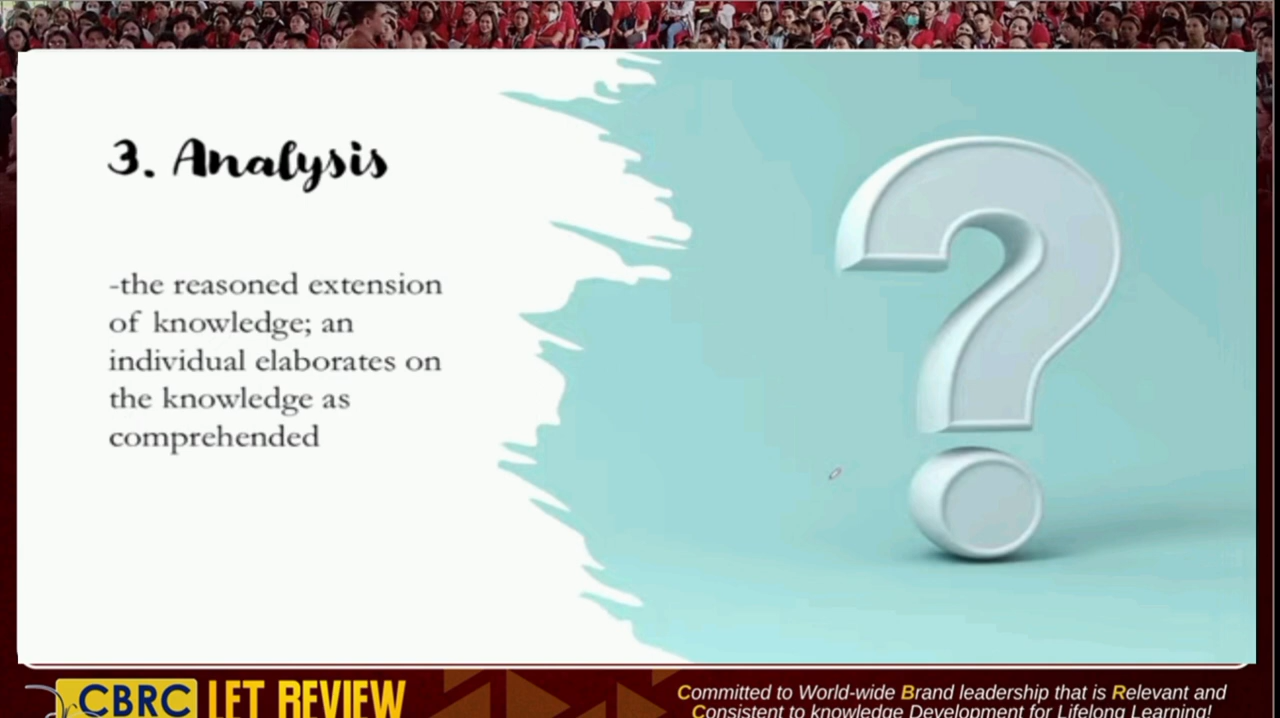 3. Analysis
-the reasoned extension
of knowledge; an
individual elaborates on
the knowledge as
comprehended
CBRC LET REVIEW
Committed to World-wide Brand leadership that is Relevant and
Consistent to knowledge Development for Lifelong Learning!